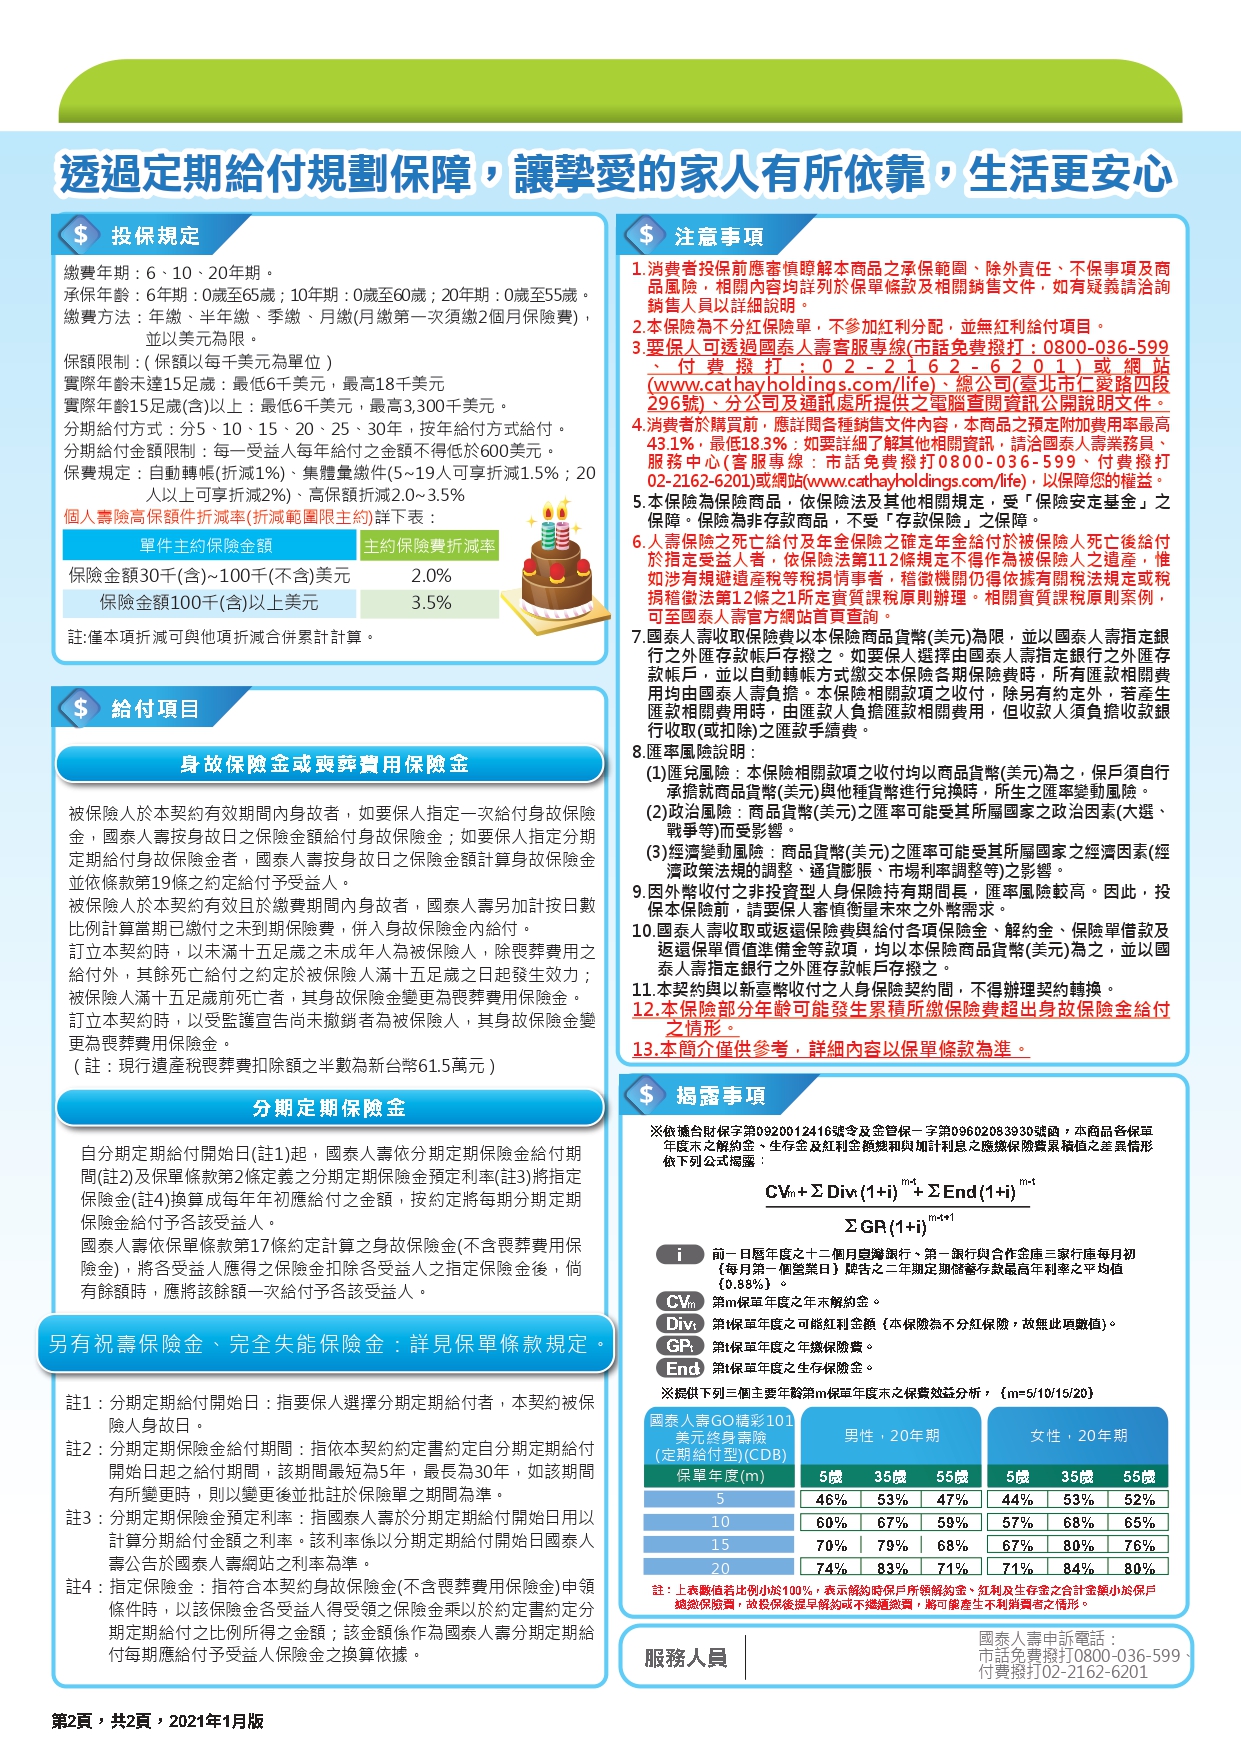 透過定期給付規劃保障，讓摯愛的家人有所依靠，生活更安心
$ 投保規定
繳費年期：6、10、20年期。
承保年齡：6年期：0歲至65歲；10年期：0歲至60歲；20年期：0歲至55歲。
繳費方法：年繳、半年繳、季繳、月繳(月繳第一次須繳2個月保險費)，
並以美元為限。
保額限制：( 保額以每千美元為單位 )
實際年齡未達15足歲：最低6千美元，最高18千美元
實際年齡15足歲(含)以上：最低6千美元，最高3,300千美元。
分期給付方式：分5、10、15、20、25、30年，按年給付方式給付。
分期給付金額限制：每一受益人每年給付之金額不得低於600美元。
保費規定：自動轉帳(折減1%)、集體彙繳件(5~19人可享折減1.5%；20
人以上可享折減2%)、高保額折減2.0~3.5%
個人壽險高保額件折減率(折減範圍限主約)詳下表：
單件主約保險金額 主約保險費折減率
保險金額30千(含)~100千(不含)美元 2.0%
保險金額100千(含)以上美元 3.5%
註:僅本項折減可與他項折減合併累計計算。
$ 給付項目
身故保險金或喪葬費用保險金
被保險人於本契約有效期間內身故者，如要保人指定一次給付身故保險
金，國泰人壽按身故日之保險金額給付身故保險金；如要保人指定分期
定期給付身故保險金者，國泰人壽按身故日之保險金額計算身故保險金
並依條款第19條之約定給付予受益人。
被保險人於本契約有效且於繳費期間內身故者，國泰人壽另加計按日數
比例計算當期已繳付之未到期保險費，併入身故保險金內給付。
訂立本契約時，以未滿十五足歲之未成年人為被保險人，除喪葬費用之
給付外，其餘死亡給付之約定於被保險人滿十五足歲之日起發生效力；
被保險人滿十五足歲前死亡者，其身故保險金變更為喪葬費用保險金。
訂立本契約時，以受監護宣告尚未撤銷者為被保險人，其身故保險金變
更為喪葬費用保險金。
( 註：現行遺產稅喪葬費扣除額之半數為新台幣61.5萬元 )
分期定期保險金
自分期定期給付開始日(註1)起，國泰人壽依分期定期保險金給付期
間(註2)及保單條款第2條定義之分期定期保險金預定利率(註3)將指定
保險金(註4)換算成每年年初應給付之金額，按約定將每期分期定期
保險金給付予各該受益人。
國泰人壽依保單條款第17條約定計算之身故保險金(不含喪葬費用保
險金)，將各受益人應得之保險金扣除各受益人之指定保險金後，倘
有餘額時，應將該餘額一次給付予各該受益人。
另有祝壽保險金、完全失能保險金：詳見保單條款規定。
註1：分期定期給付開始日：指要保人選擇分期定期給付者，本契約被保
險人身故日。
註2：分期定期保險金給付期間：指依本契約約定書約定自分期定期給付
開始日起之給付期間，該期間最短為5年，最長為30年，如該期間
有所變更時，則以變更後並批註於保險單之期間為準。
註3：分期定期保險金預定利率：指國泰人壽於分期定期給付開始日用以
計算分期給付金額之利率。該利率係以分期定期給付開始日國泰人
壽公告於國泰人壽網站之利率為準。
註4：指定保險金：指符合本契約身故保險金(不含喪葬費用保險金)申領
條件時，以該保險金各受益人得受領之保險金乘以於約定書約定分
期定期給付之比例所得之金額；該金額係作為國泰人壽分期定期給
付每期應給付予受益人保險金之換算依據。
$ 注意事項
1.消費者投保前應審慎瞭解本商品之承保範圍、除外責任、不保事項及商
品風險，相關內容均詳列於保單條款及相關銷售文件，如有疑義請洽詢
銷售人員以詳細說明。
2.本保險為不分紅保險單，不參加紅利分配，並無紅利給付項目。
3.要保人可透過國泰人壽客服專線(市話免費撥打：0800-036-599
、付費撥打：02-2162-6201)或網站
(www.cathayholdings.com/life)、總公司(臺北市仁愛路四段
296號)、分公司及通訊處所提供之電腦查閱資訊公開說明文件。
4.消費者於購買前，應詳閱各種銷售文件內容，本商品之預定附加費用率最高
43.1%，最低18.3%；如要詳細了解其他相關資訊，請洽國泰人壽業務員、
服務中心(客服專線：市話免費撥打0800-036-599、付費撥打
02-2162-6201)或網站(www.cathayholdings.com/life)，以保障您的權益。
5.本保險為保險商品，依保險法及其他相關規定，受「保險安定基金」之
保障。保險為非存款商品，不受「存款保險」之保障。
6.人壽保險之死亡給付及年金保險之確定年金給付於被保險人死亡後給付
於指定受益人者，依保險法第112條規定不得作為被保險人之遺產，惟
如涉有規避遺產稅等稅捐情事者，稽徵機關仍得依據有關稅法規定或稅
捐稽徵法第12條之1所定實質課稅原則辦理。相關實質課稅原則案例，
可至國泰人壽官方網站首頁查詢。
7.國泰人壽收取保險費以本保險商品貨幣(美元)為限，並以國泰人壽指定銀
行之外匯存款帳戶存撥之。如要保人選擇由國泰人壽指定銀行之外匯存
款帳戶，並以自動轉帳方式繳交本保險各期保險費時，所有匯款相關費
用均由國泰人壽負擔。本保險相關款項之收付，除另有約定外，若產生
匯款相關費用時，由匯款人負擔匯款相關費用，但收款人須負擔收款銀
行收取(或扣除)之匯款手續費。
8.匯率風險說明：
(1)匯兌風險：本保險相關款項之收付均以商品貨幣(美元)為之，保戶須自行
承擔就商品貨幣(美元)與他種貨幣進行兌換時，所生之匯率變動風險。
(2)政治風險：商品貨幣(美元)之匯率可能受其所屬國家之政治因素(大選、
戰爭等)而受影響。
(3)經濟變動風險：商品貨幣(美元)之匯率可能受其所屬國家之經濟因素(經
濟政策法規的調整、通貨膨脹、市場利率調整等)之影響。
9.因外幣收付之非投資型人身保險持有期間長，匯率風險較高。因此，投
保本保險前，請要保人審慎衡量未來之外幣需求。
10.國泰人壽收取或返還保險費與給付各項保險金、解約金、保險單借款及
返還保單價值準備金等款項，均以本保險商品貨幣(美元)為之，並以國
泰人壽指定銀行之外匯存款帳戶存撥之。
11.本契約與以新臺幣收付之人身保險契約間，不得辦理契約轉換。
12.本保險部分年齡可能發生累積所繳保險費超出身故保險金給付
之情形。
13.本簡介僅供參考，詳細內容以保單條款為準。
$ 揭露事項
※依據台財保字第0920012416號令及金管保一字第09602083930號函，本商品各保單
年度末之解約金、生存金及紅利金額總和與加計利息之應繳保險費累積值之差異情形
依下列公式揭露：
CVm+ΣDivt(1+i)m-t+ΣEnd(1+i)m-t
ΣGP(1+i)m-t+1
i 前一日曆年度之十二個月臺灣銀行、第一銀行與合作金庫三家行庫每月初
(每月第一個營業日) 牌告之二年期定期儲蓄存款最高年利率之平均值
(0.88%) 。
CVm 第m保單年度之年末解約金。
Divt 第t保單年度之可能紅利金額 (本保險為不分紅保險，故無此項數值)。
GPt 第t保單年度之年繳保險費。
End 第t保單年度之生存保險金。
※提供下列三個主要年齡第m保單年度末之保費效益分析， (m=5/10/15/20)
國泰人壽GO精彩101
美元終身壽險
(定期給付型)(CDB) 男性，20年期 女性，20年期
保單年度(m) 5歲 35歲 55歲 5歲 35歲 55歲
5 46% 53% 47% 44% 53% 52%
10 60% 67% 59% 57% 68% 65%
15 70% 79% 68% 67% 80% 76%
20 74% 83% 71% 71% 84% 80%
註：上表數值若比例小於100%，表示解約時保戶所領解約金、紅利及生存金之合計金額小於保戶
總繳保險費，故投保後提早解約或不繼續繳費，將可能產生不利消費者之情形。
服務人員
國泰人壽申訴電話：
市話免費撥打0800-036-599、
付費撥打02-2162-6201
第2頁，共2頁，2021年1月版